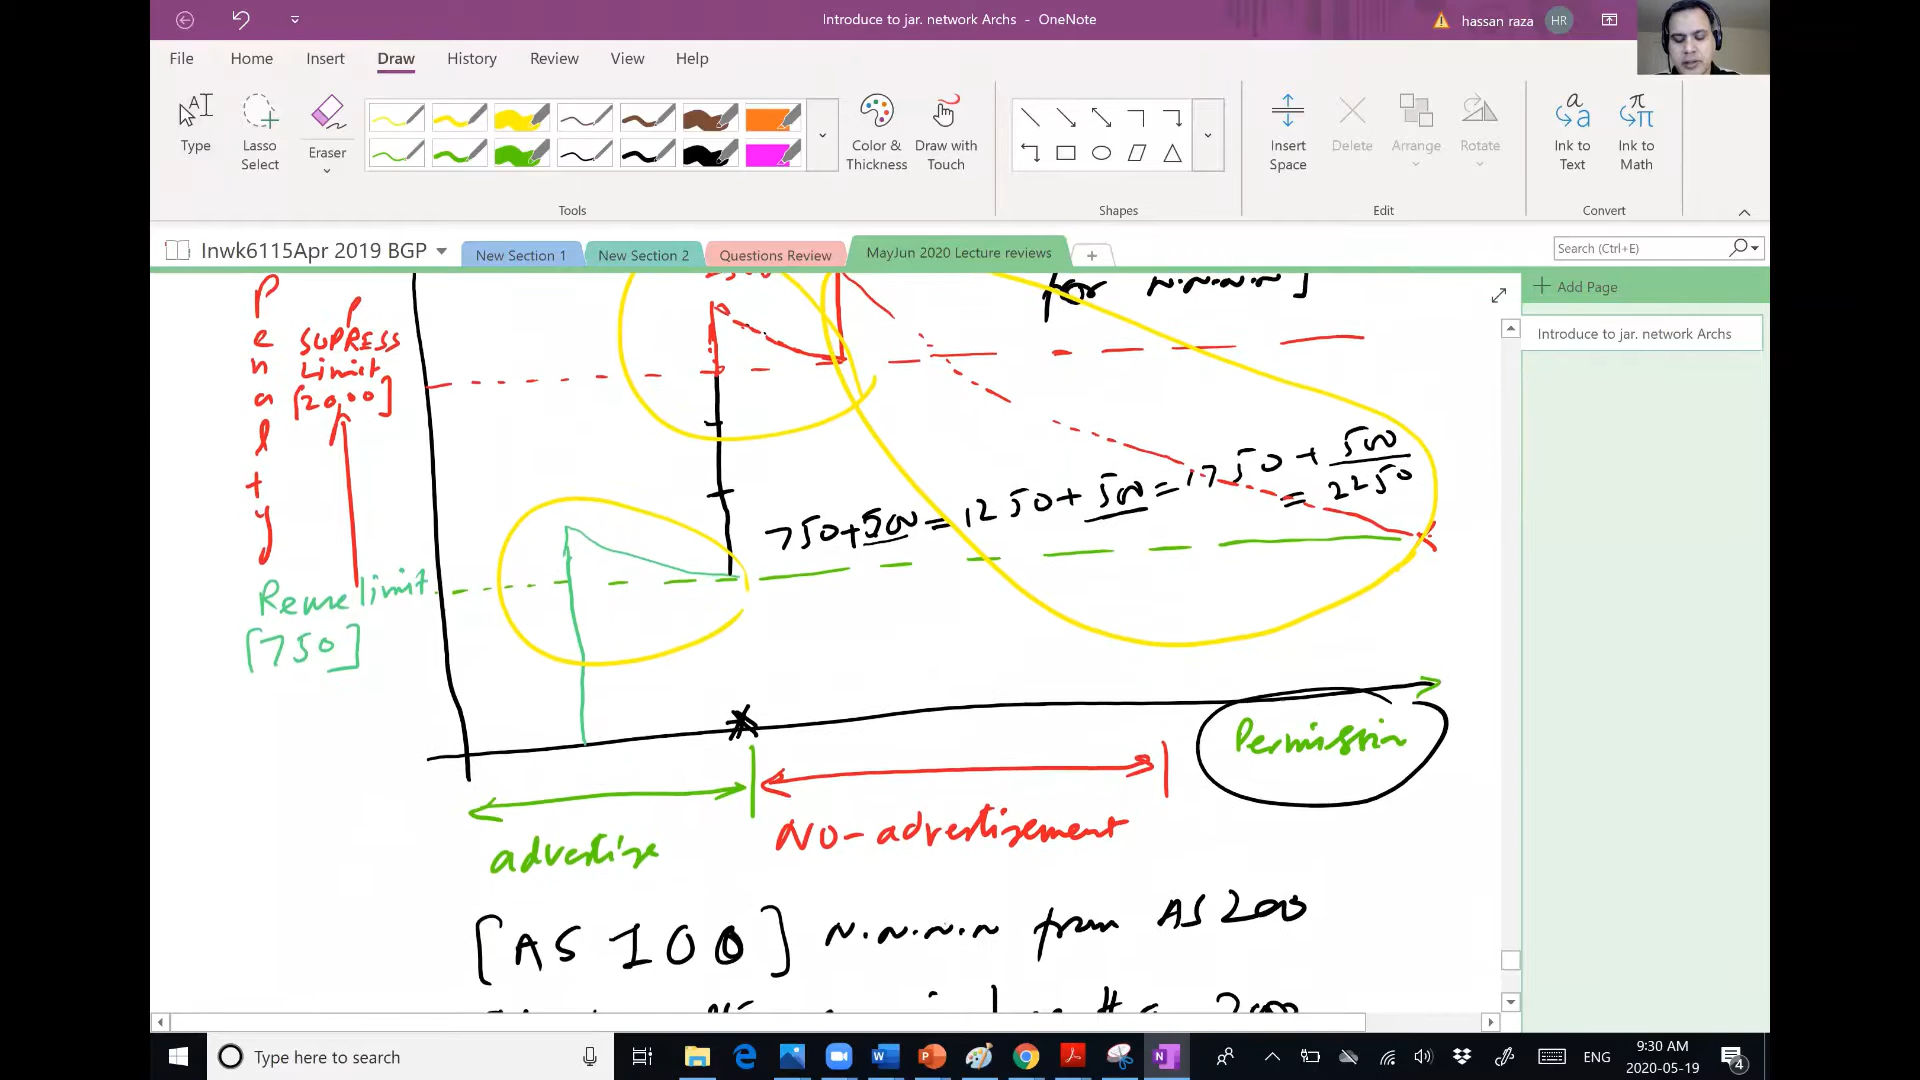 Introduce to jar. network Archs - OneNote
hassan raza HR
File Home Insert Draw History Review View Help
Type
Lasso Select
Eraser
Color & Thickness
Draw with Touch
Insert Space
Delete
Arrange
Rotate
Ink to Text
Ink to Math
Tools Shapes Edit Convert
Inwk6115Apr 2019 BGP
New Section 1 New Section 2 Questions Review MayJun 2020 Lecture reviews +
Search (Ctrl+E)
Add Page
Introduce to jar. network Archs
Penalty
SUPRESS
Limit
[2000]
[for N.N.N.N]
750+500=1250+500=1750+500
=2250
Reuse limit
[750]
Permission
advertize
NO-advertizement
[AS 100] N.N.N.N from AS 200
Type here to search
ENG
9:30 AM
2020-05-19
4